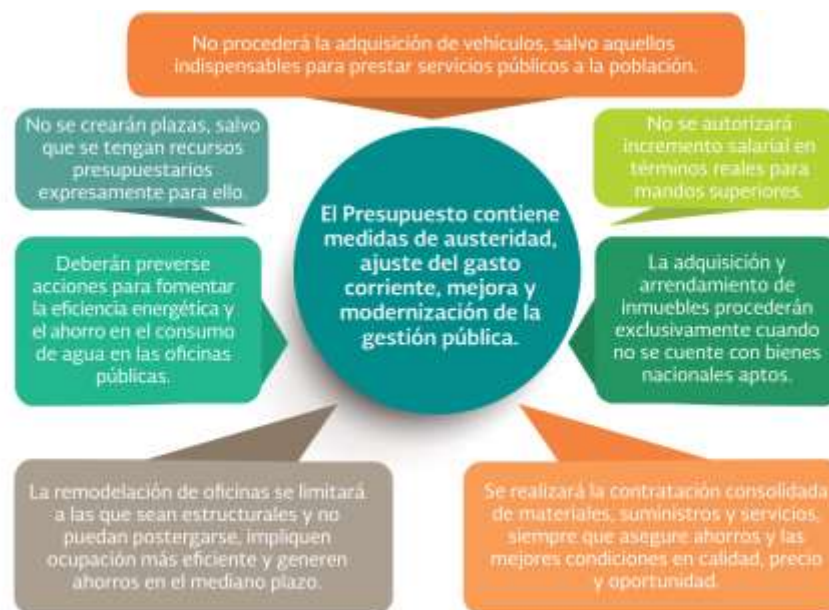 No procederá la adquisición de vehículos, salvo aquellos
indispensables para prestar servicios públicos a la población.
No se crearán plazas, salvo
que se tengan recursos
presupuestarios
expresamente para ello.
No se autorizará
incremento salarial en
términos reales para
mandos superiores.
El Presupuesto contiene
medidas de austeridad,
ajuste del gasto
corriente, mejora y
modernización de la
gestión pública.
Deberán preverse
acciones para fomentar
la eficiencia energética y
el ahorro en el consumo
de agua en las oficinas
públicas.
La adquisición y
arrendamiento de
inmuebles procederán
exclusivamente cuando
no se cuente con bienes
nacionales aptos.
La remodelación de oficinas se limitará
a las que sean estructurales y no
puedan postergarse, impliquen
ocupación más eficiente y generen
ahorros en el mediano plazo.
Se realizará la contratación consolidada
de materiales, suministros y servicios,
siempre que asegure ahorros y las
mejores condiciones en calidad, precio
y oportunidad.